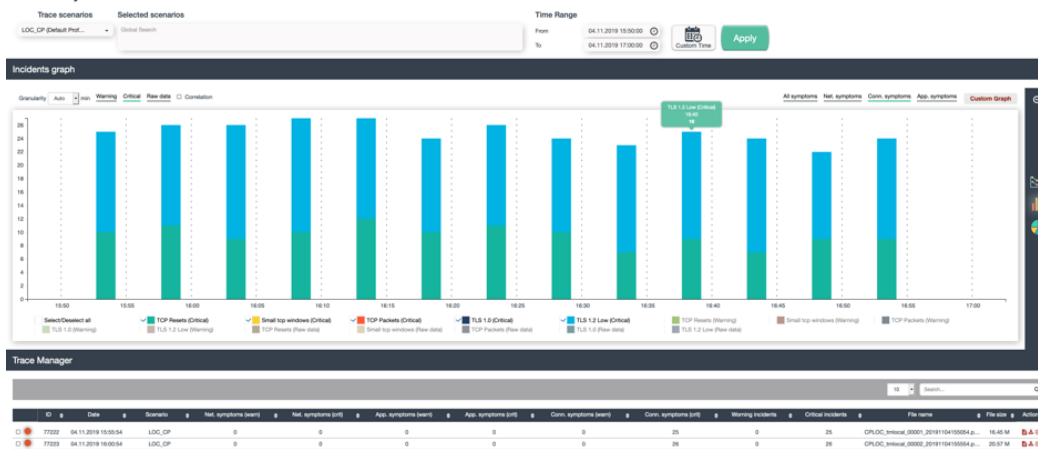 Trace scenarios Selected scenarios Time Range
LOC_CP (Default Prof... Global Search From 04.11.2019 15:50:00 Custom Time Apply
To 04.11.2019 17:00:00
Incidents graph
Granularity Auto min Warning Critical Raw data Correlation All symptoms Net. symptoms Conn. symptoms App. symptoms Custom Graph
TLS 1.2 Low (Critical)
16:40
16
26
24
22
20
18
16
14
12
10
8
6
4
2
0
15:50 15:55 16:00 16:05 16:10 16:15 16:20 16:25 16:30 16:35 16:40 16:45 16:50 16:55 17:00
Select/Deselect all TCP Resets (Critical) Small tcp windows (Critical) TCP Packets (Critical) TLS 1.0 (Critical) TLS 1.2 Low (Critical) TCP Resets (Warning) Small tcp windows (Warning) TCP Packets (Warning)
TLS 1.0 (Warning) TLS 1.2 Low (Warning) TCP Resets (Raw data) Small tcp windows (Raw data) TCP Packets (Raw data) TLS 1.0 (Raw data) TLS 1.2 Low (Raw data)
Trace Manager
10 Search...
ID Date Scenario Net. symptoms (warn) Net. symptoms (crit) App. symptoms (warn) App. symptoms (crit) Conn. symptoms (warn) Conn. symptoms (crit) Warning Incidents Critical Incidents File name File size Action
77222 04.11.2019 15:55:54 LOC_CP 0 0 0 0 0 25 0 25 CPLOC_tmlocal_00001_20191104155054.p... 16,45 M
77223 04.11.2019 16:00:54 LOC_CP 0 0 0 0 0 26 0 26 CPLOC_tmlocal_00002_20191104155554.p... 20,57 M